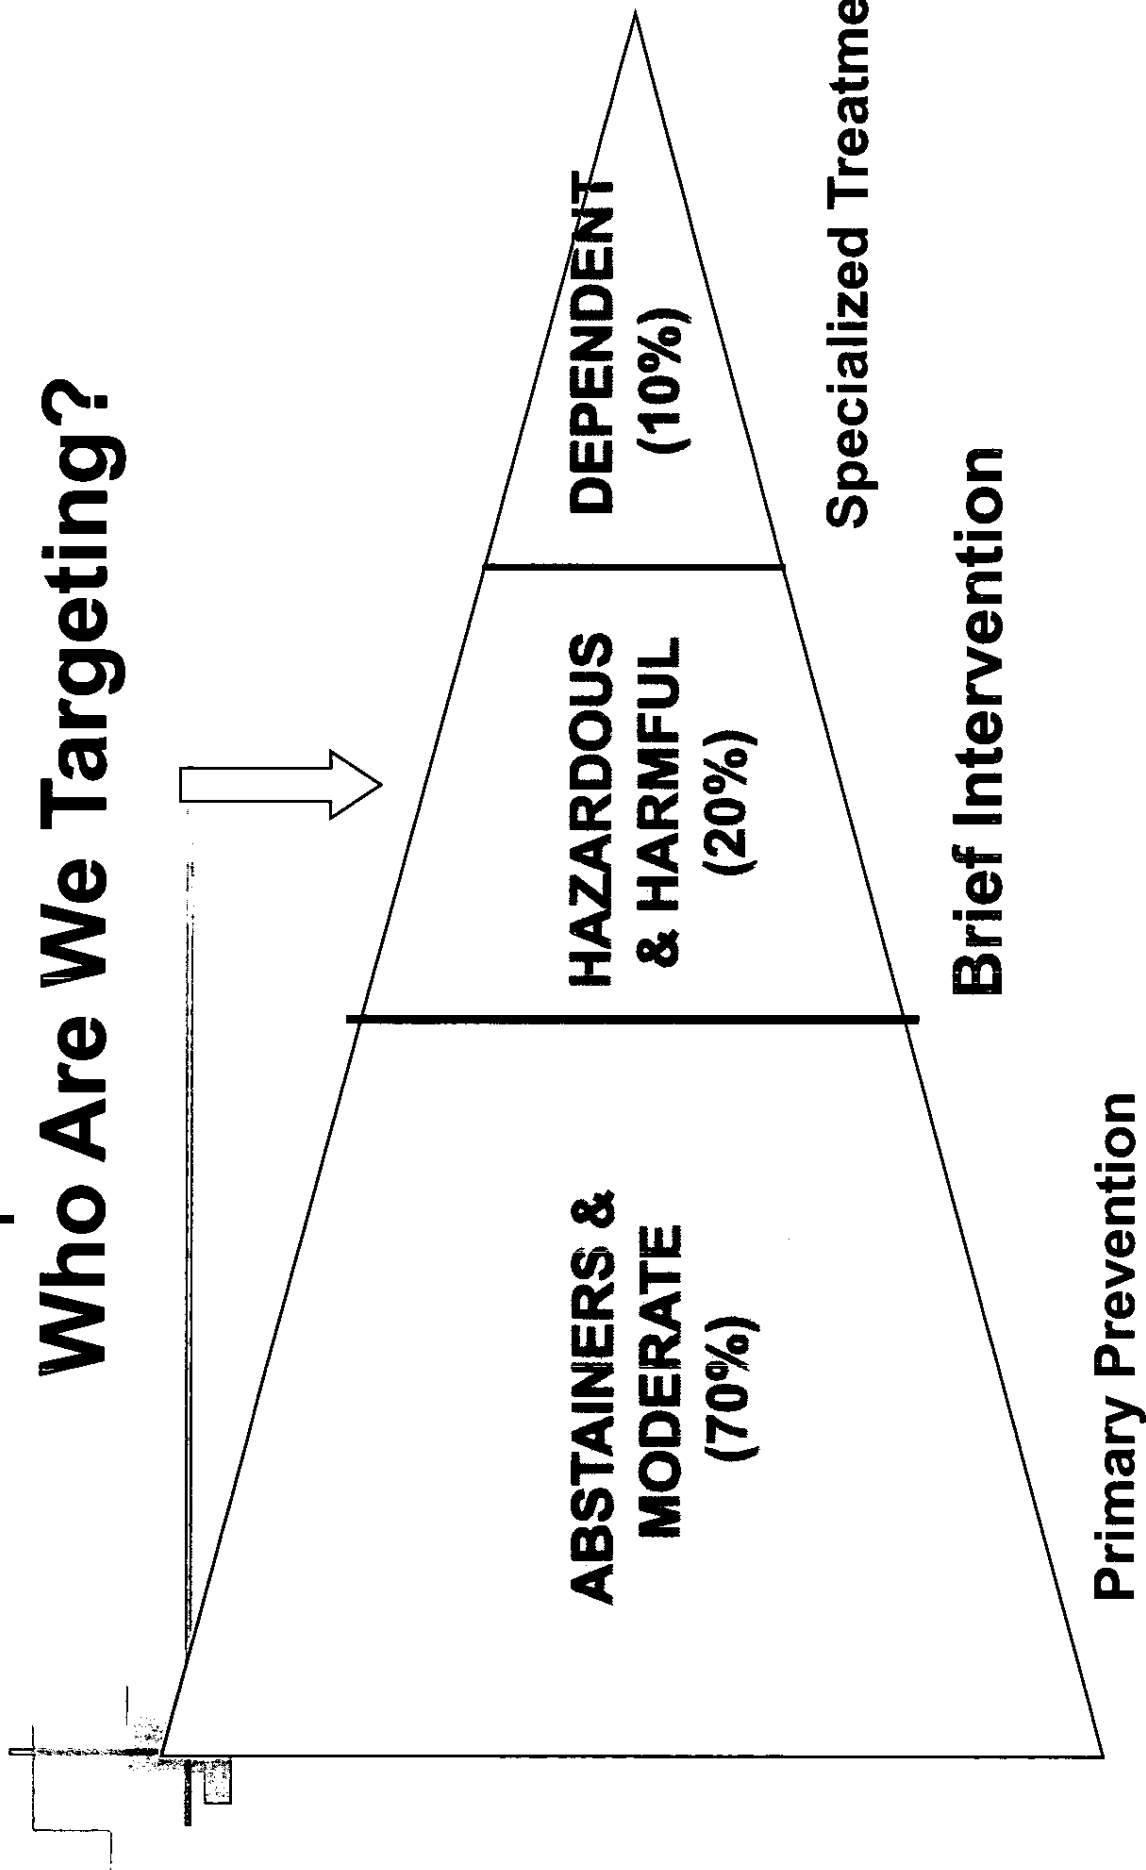 Who Are We Targeting?
ABSTAINERS &
MODERATE
(70%)
HAZARDOUS
& HARMFUL
(20%)
DEPENDENT
(10%)
Primary Prevention
Brief Intervention
Specialized Treatme